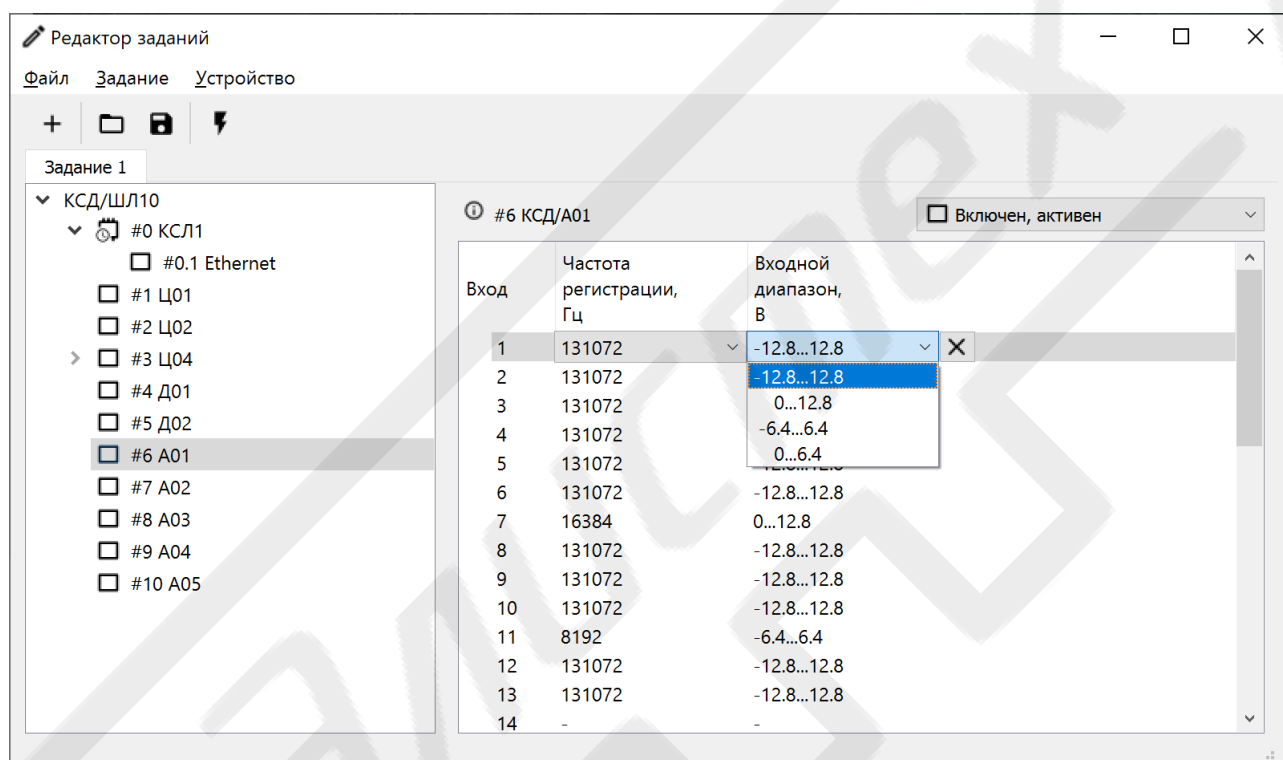 Редактор заданий
Файл Задание Устройство
Задание 1
КСД/ШЛ10
#0 КСЛ1
#0.1 Ethernet
#1 Ц01
#2 Ц02
#3 Ц04
#4 Д01
#5 Д02
#6 А01
#7 А02
#8 А03
#9 А04
#10 А05
#6 КСД/А01 Включен, активен
Вход Частота регистрации, Гц Входной диапазон, В
1 131072 -12.8...12.8
2 131072 -12.8...12.8
3 131072 0...12.8
4 131072 -6.4...6.4
5 131072 0...6.4
-12.8...12.8
6 131072 -12.8...12.8
7 16384 0...12.8
8 131072 -12.8...12.8
9 131072 -12.8...12.8
10 131072 -12.8...12.8
11 8192 -6.4...6.4
12 131072 -12.8...12.8
13 131072 -12.8...12.8
14 - -